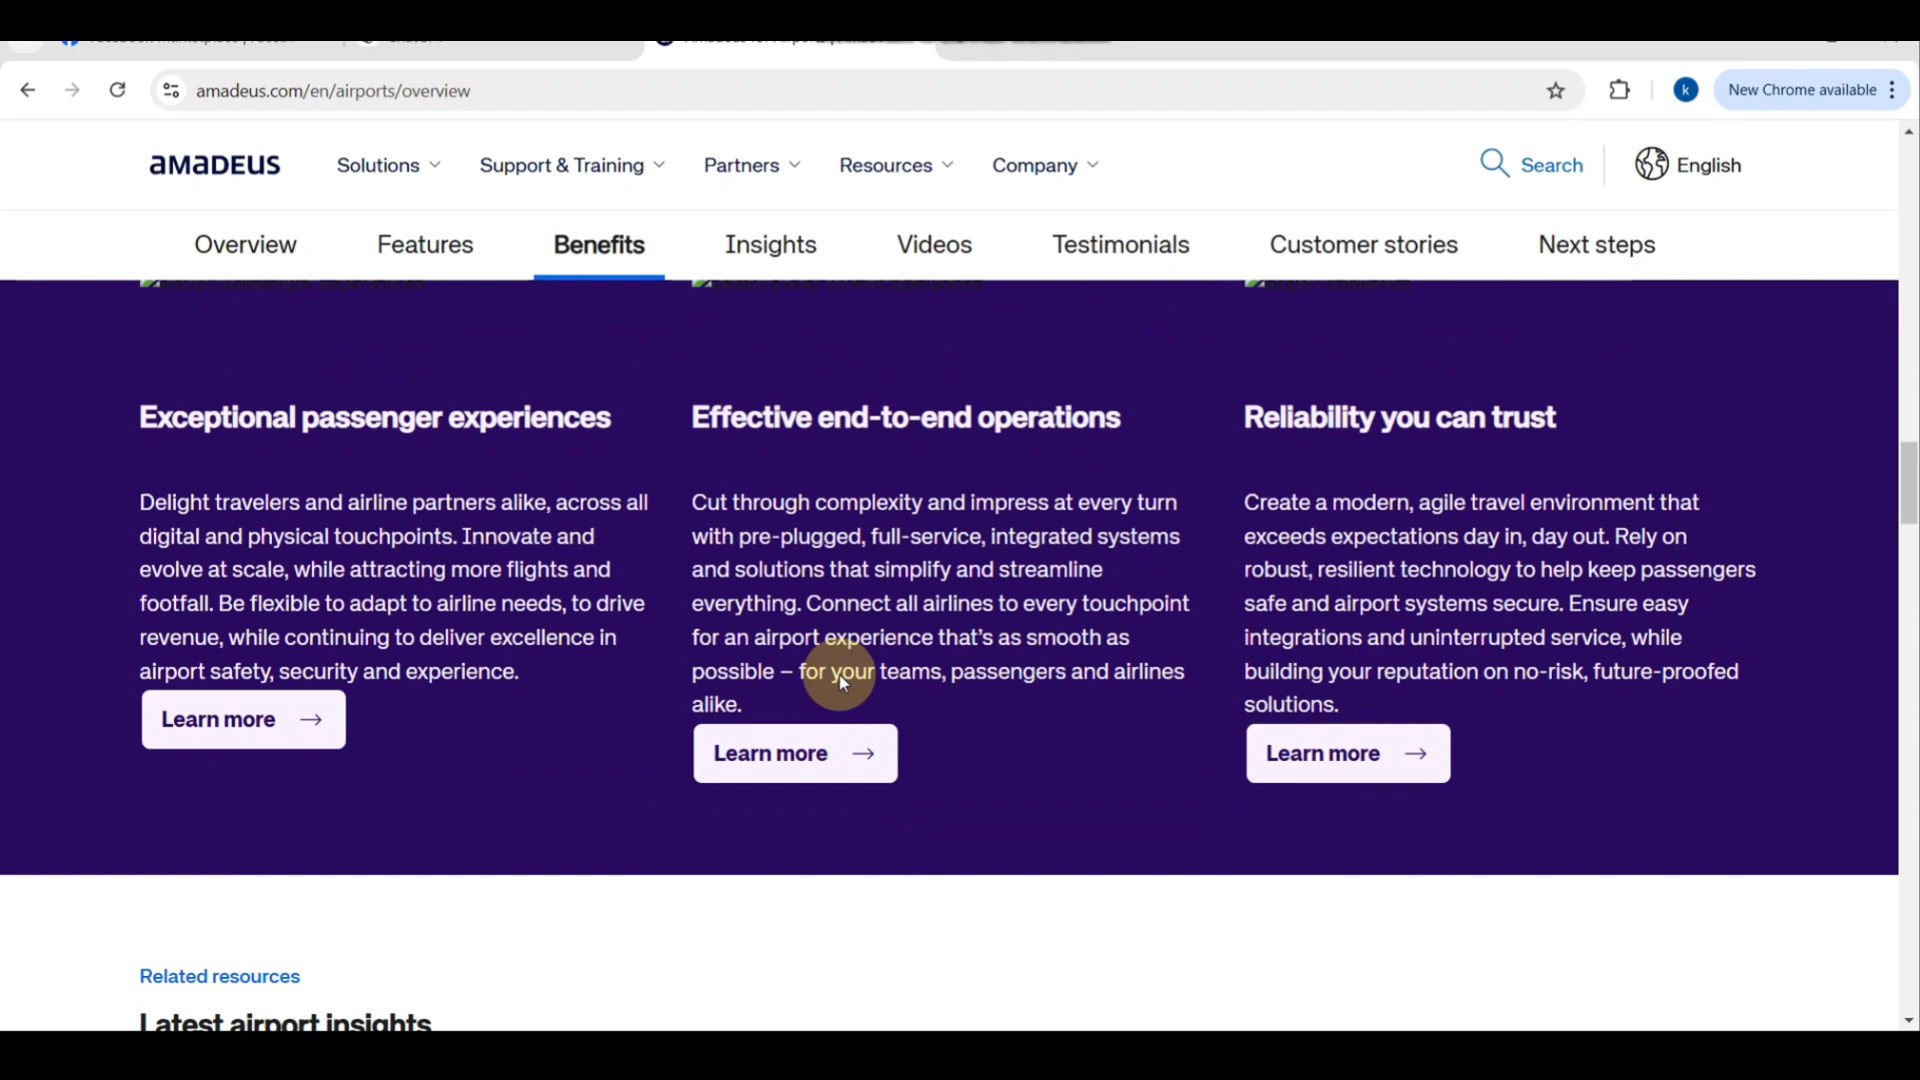 amadeus.com/en/airports/overview
k
New Chrome available
aMaDEUS
Solutions
Support & Training
Partners
Resources
Company
Search
English
Overview
Features
Benefits
Insights
Videos
Testimonials
Customer stories
Next steps
Exceptional passenger experiences
Delight travelers and airline partners alike, across all
digital and physical touchpoints. Innovate and
evolve at scale, while attracting more flights and
footfall. Be flexible to adapt to airline needs, to drive
revenue, while continuing to deliver excellence in
airport safety, security and experience.
Learn more
Effective end-to-end operations
Cut through complexity and impress at every turn
with pre-plugged, full-service, integrated systems
and solutions that simplify and streamline
everything. Connect all airlines to every touchpoint
for an airport experience that's as smooth as
possible – for your teams, passengers and airlines
alike.
Learn more
Reliability you can trust
Create a modern, agile travel environment that
exceeds expectations day in, day out. Rely on
robust, resilient technology to help keep passengers
safe and airport systems secure. Ensure easy
integrations and uninterrupted service, while
building your reputation on no-risk, future-proofed
solutions.
Learn more
Related resources
Latest airport insights